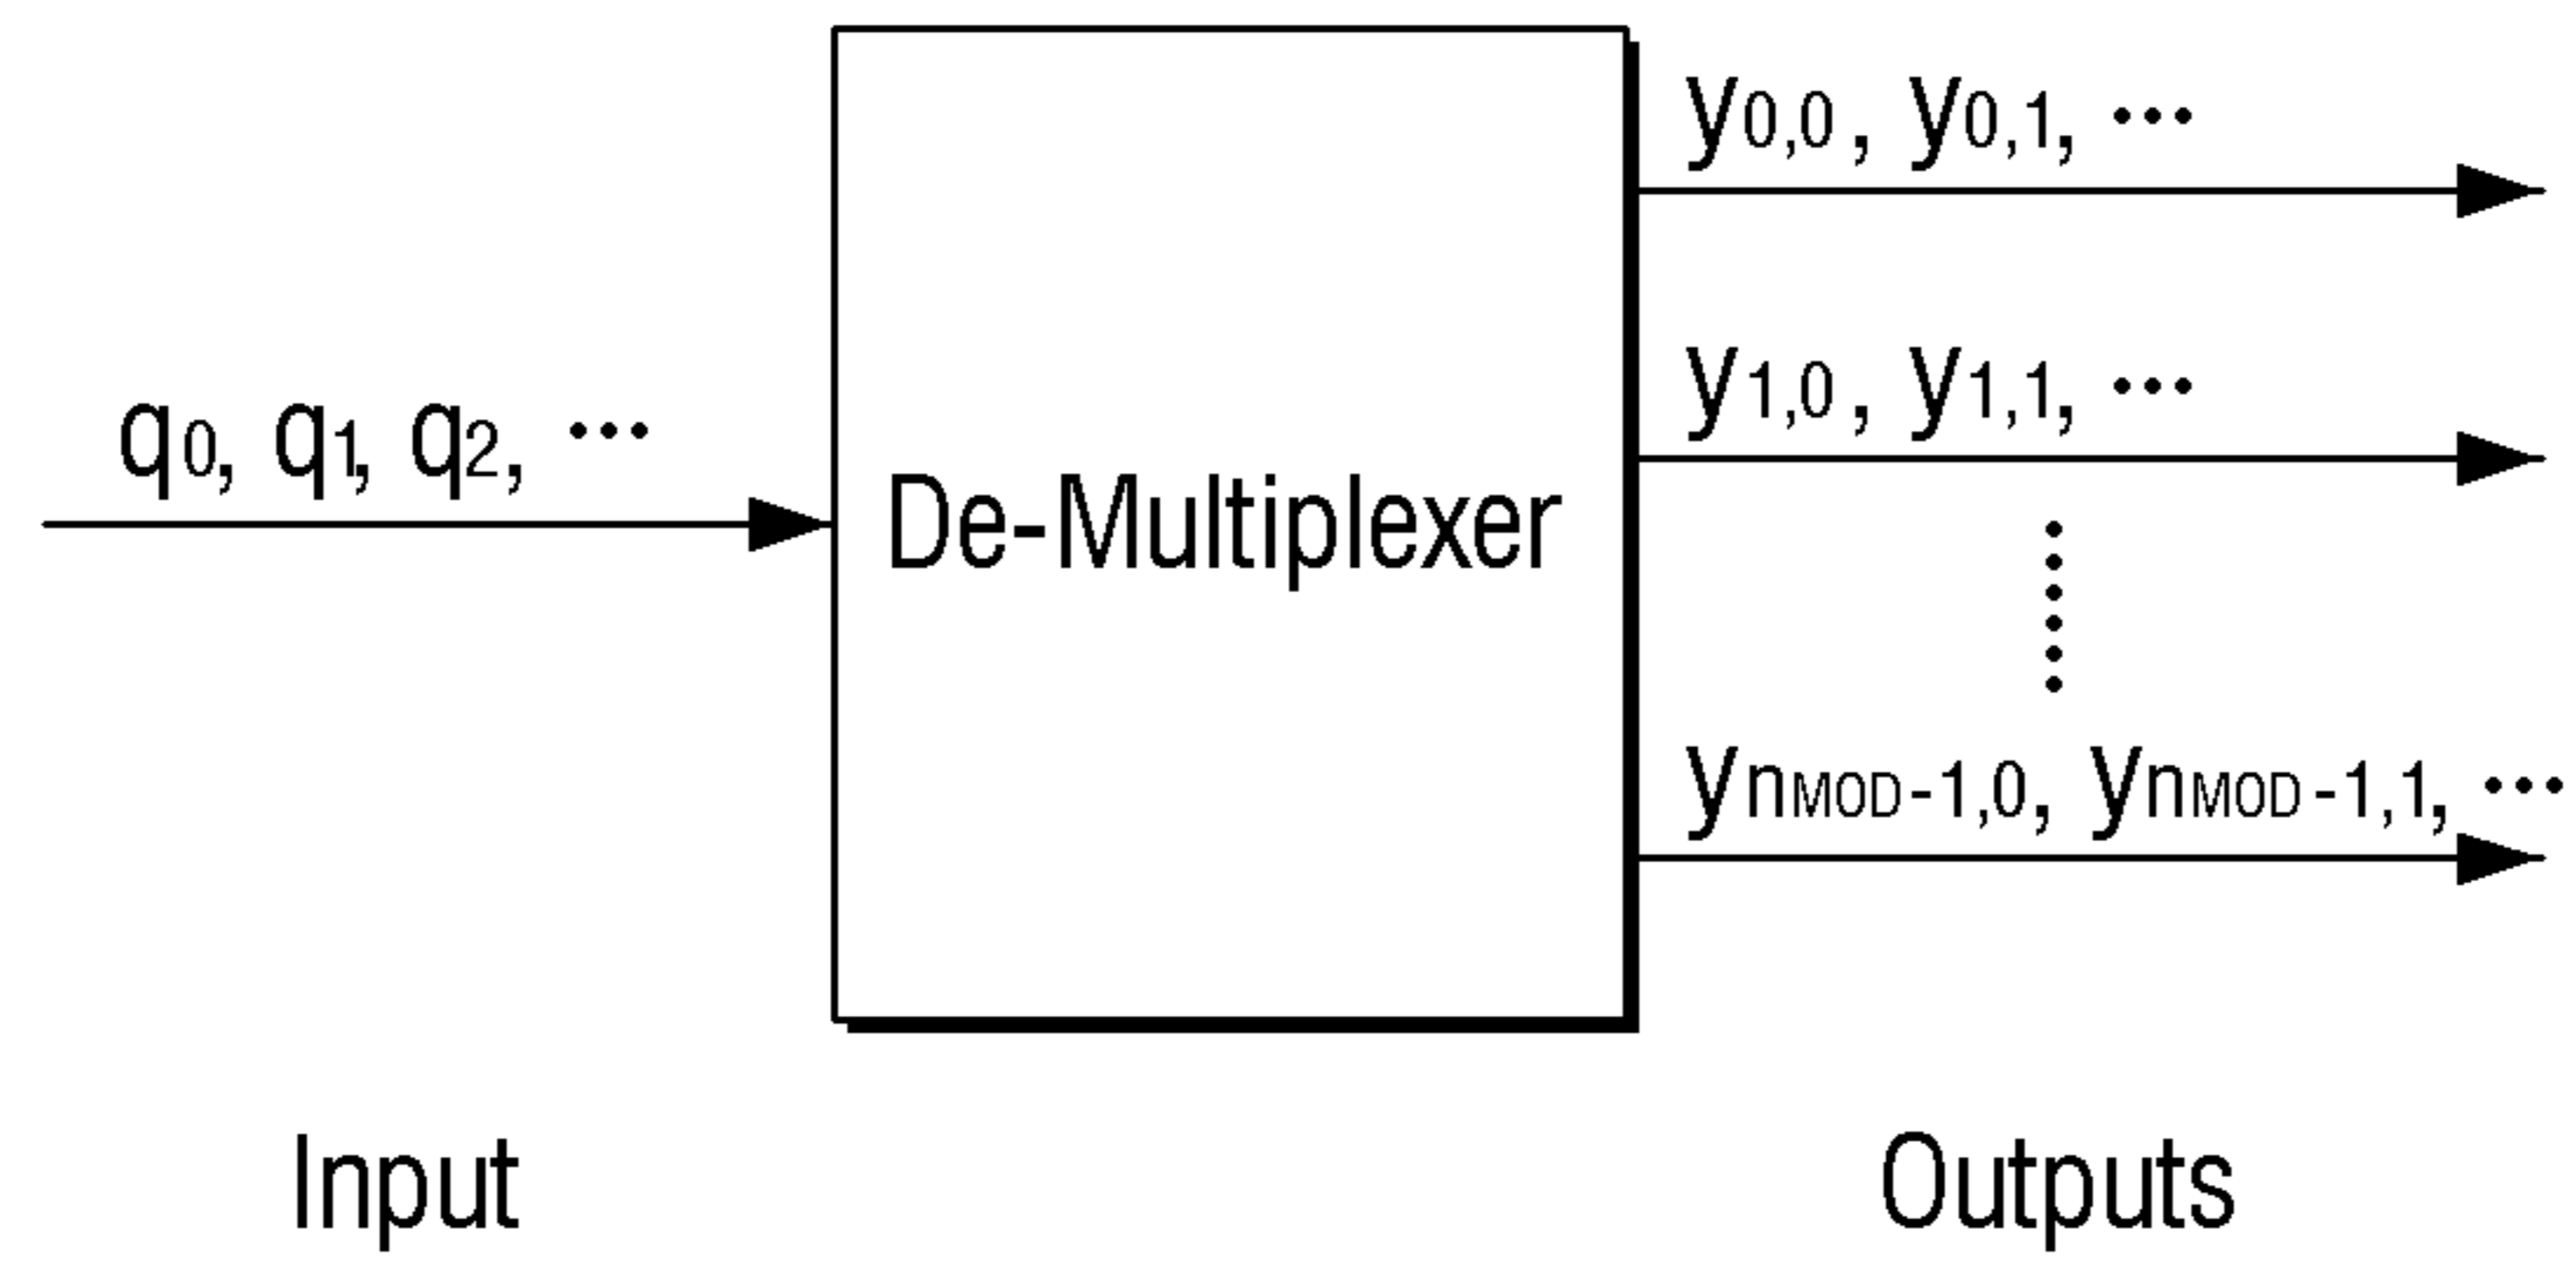 y0,0, y0,1, ···
y1,0, y1,1, ···
q0, q1, q2, ···
De-Multiplexer
ynMOD-1,0, ynMOD-1,1, ···
Input
Outputs